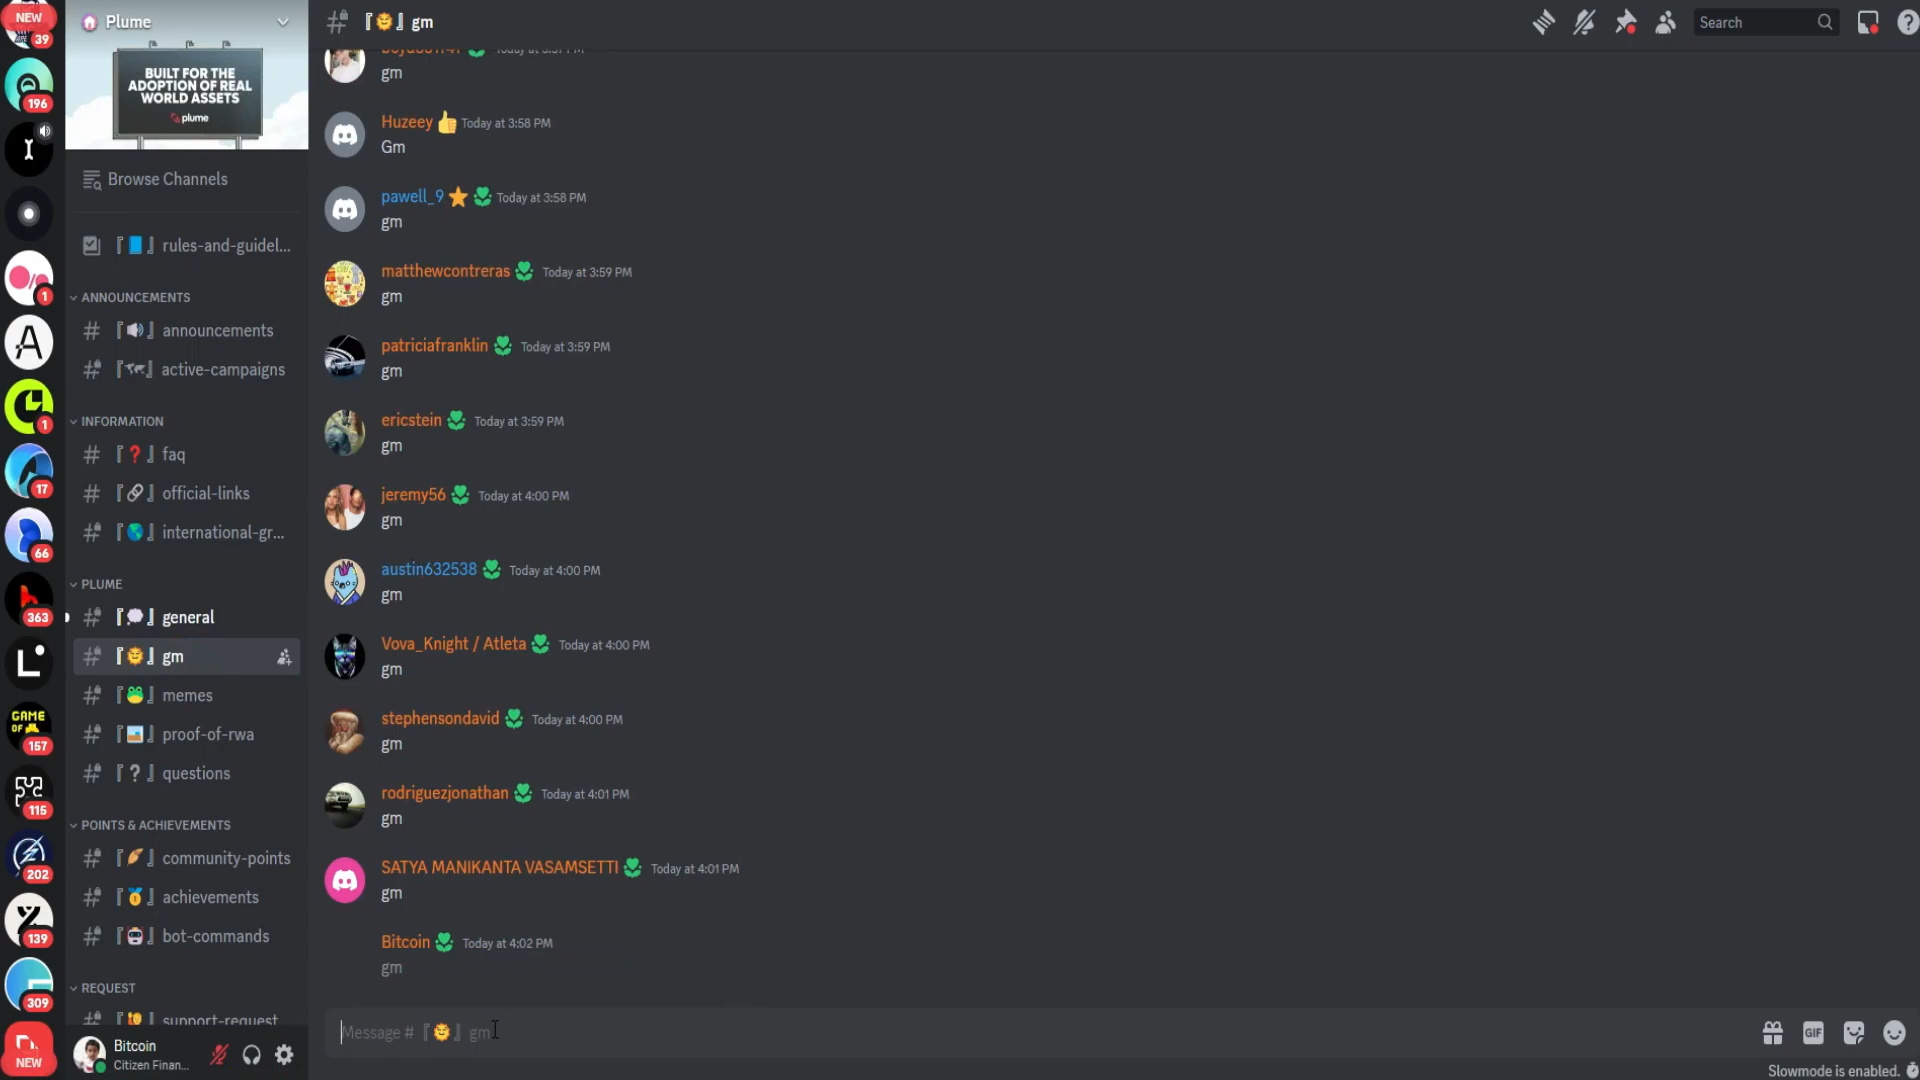 NEW
39
196
1
A
1
17
66
363
L
GAME
OF
157
115
202
139
309
NEW
Plume
BUILT FOR THE
ADOPTION OF REAL
WORLD ASSETS
plume
Browse Channels
『📘』rules-and-guidel...
ANNOUNCEMENTS
『🔊』announcements
『🗺』active-campaigns
INFORMATION
『❓』faq
『🔗』official-links
『🌎』international-gr...
PLUME
『💭』general
『🌞』gm
『🐸』memes
『🖼』proof-of-rwa
『❔』questions
POINTS & ACHIEVEMENTS
『🪶』community-points
『🥇』achievements
『🤖』bot-commands
REQUEST
『🙋』support-request
Bitcoin
Citizen Finan...
『🌞』gm
Search
Today at 3:57 PM
gm
Huzeey 👍 Today at 3:58 PM
Gm
pawell_9 ⭐ Today at 3:58 PM
gm
matthewcontreras Today at 3:59 PM
gm
patriciafranklin Today at 3:59 PM
gm
ericstein Today at 3:59 PM
gm
jeremy56 Today at 4:00 PM
gm
austin632538 Today at 4:00 PM
gm
Vova_Knight / Atleta Today at 4:00 PM
gm
stephensondavid Today at 4:00 PM
gm
rodriguezjonathan Today at 4:01 PM
gm
SATYA MANIKANTA VASAMSETTI Today at 4:01 PM
gm
Bitcoin Today at 4:02 PM
gm
Message #『🌞』gm
GIF
Slowmode is enabled.